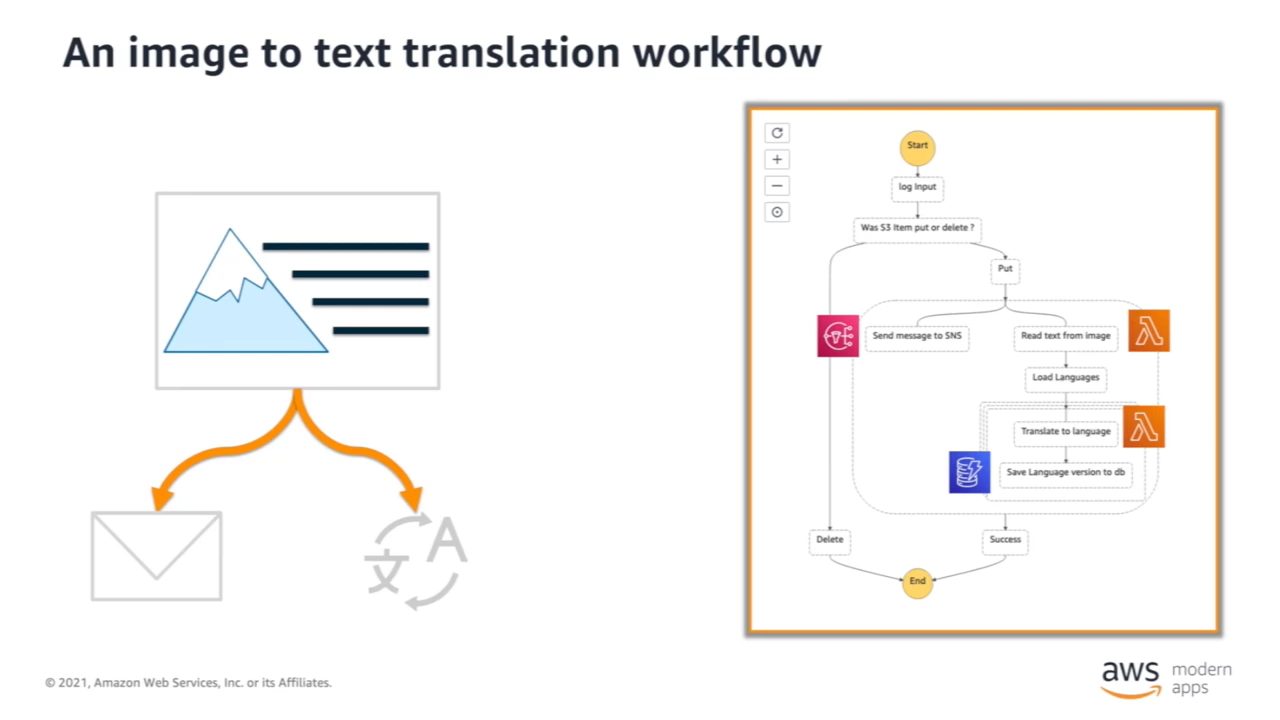 An image to text translation workflow
Start
log Input
Was S3 Item put or delete ?
Put
Send message to SNS
Read text from image
Load Languages
Translate to language
Save Language version to db
Delete
Success
End
文 A
© 2021, Amazon Web Services, Inc. or its Affiliates.
aws modern
apps